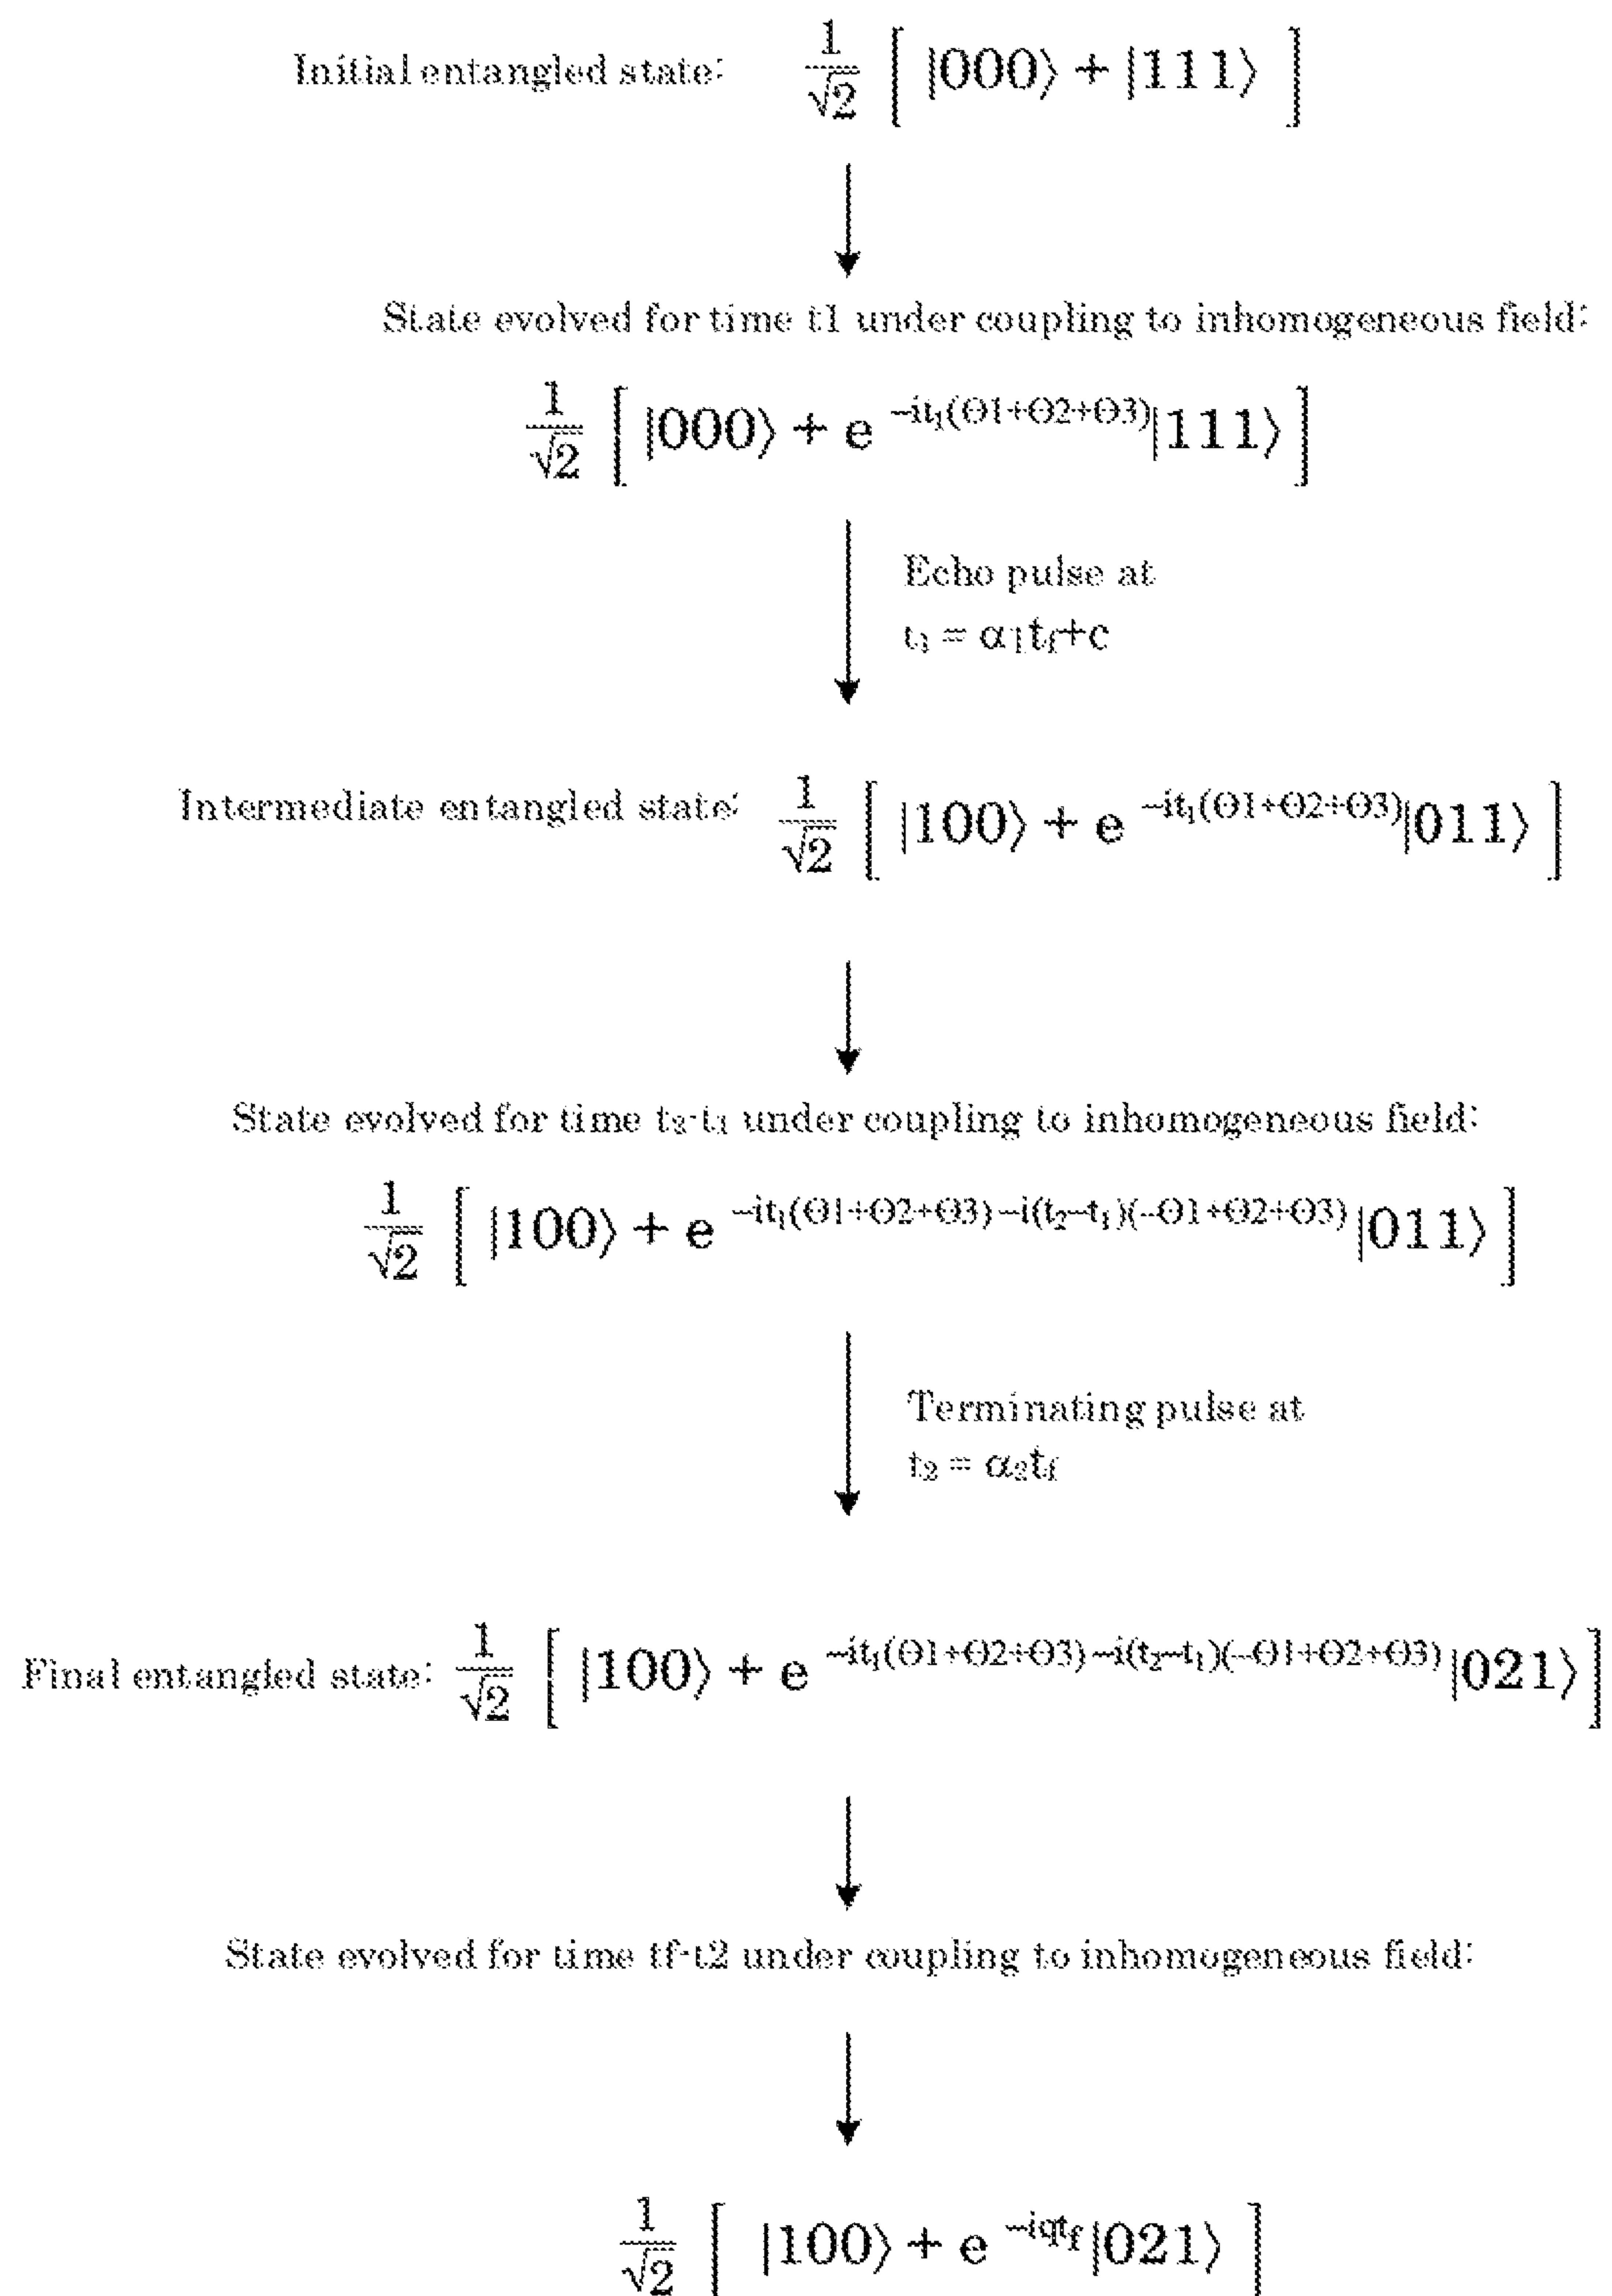 Initial entangled state: 1/√2 [ |000⟩ + |111⟩ ]
State evolved for time t1 under coupling to inhomogeneous field:
1/√2 [ |000⟩ + e^{-it₁(Θ1+Θ2+Θ3)}|111⟩ ]
Echo pulse at
t₁ = α1tf+c
Intermediate entangled state: 1/√2 [ |100⟩ + e^{-it₁(Θ1+Θ2+Θ3)}|011⟩ ]
State evolved for time t₂-t₁ under coupling to inhomogeneous field:
1/√2 [ |100⟩ + e^{-it₁(Θ1+Θ2+Θ3)-i(t₂-t₁)(-Θ1+Θ2+Θ3)}|011⟩ ]
Terminating pulse at
t₂ = α₂tf
Final entangled state: 1/√2 [ |100⟩ + e^{-it₁(Θ1+Θ2+Θ3)-i(t₂-t₁)(-Θ1+Θ2+Θ3)}|021⟩ ]
State evolved for time tf-t2 under coupling to inhomogeneous field:
1/√2 [ |100⟩ + e^{-iqtf}|021⟩ ]